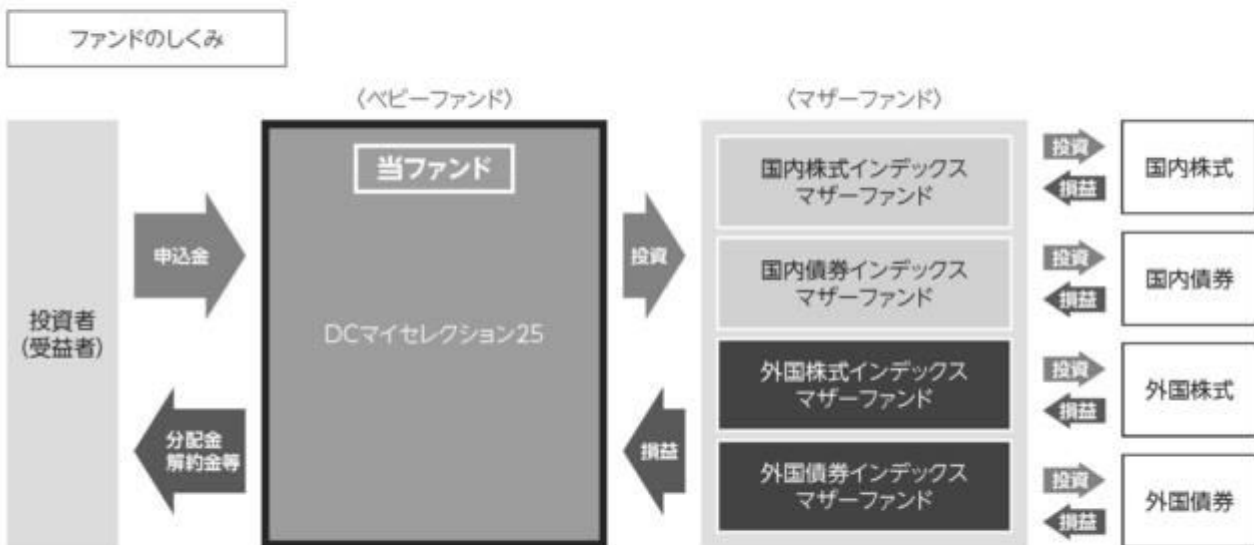 ファンドのしくみ
〈ベビーファンド〉
〈マザーファンド〉
投資者
(受益者)
申込金
分配金
解約金等
当ファンド
DCマイセレクション25
投資
損益
国内株式インデックス
マザーファンド
国内債券インデックス
マザーファンド
外国株式インデックス
マザーファンド
外国債券インデックス
マザーファンド
投資
損益
国内株式
投資
損益
国内債券
投資
損益
外国株式
投資
損益
外国債券